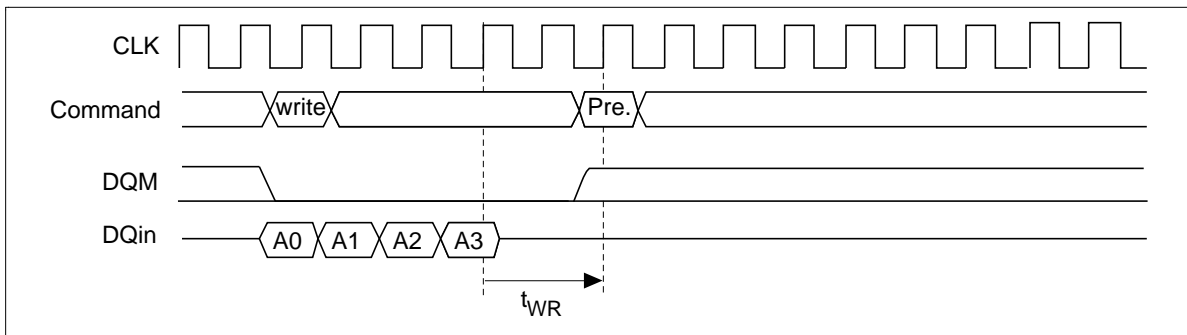 CLK
Command write Pre.
DQM
DQin A0 A1 A2 A3
tWR